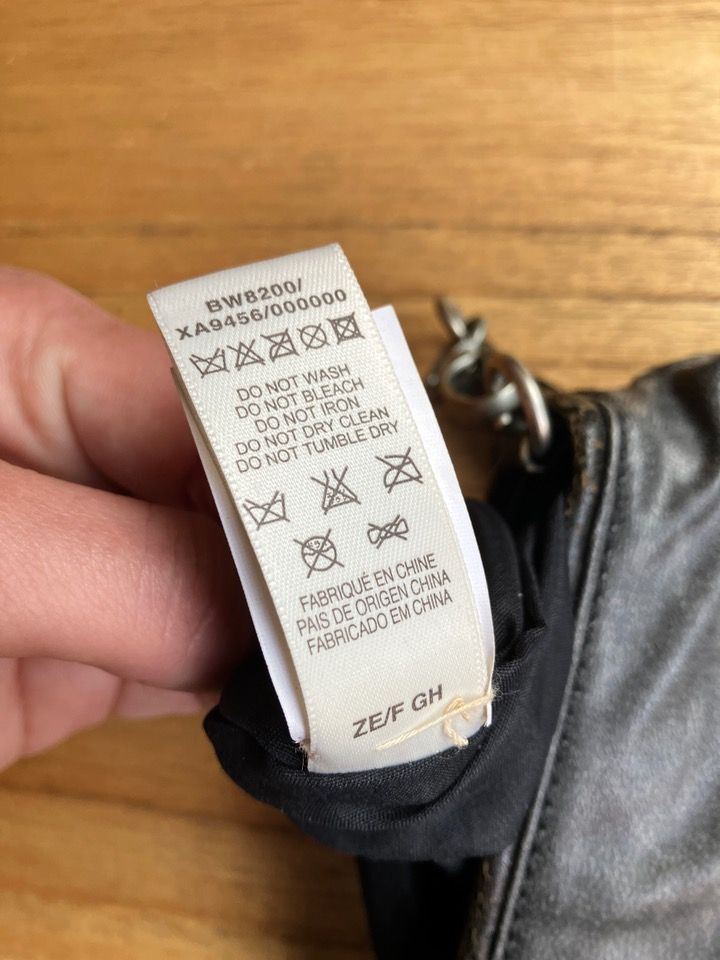 BW8200/
XA9456/000000
DO NOT WASH
DO NOT BLEACH
DO NOT IRON
DO NOT DRY CLEAN
DO NOT TUMBLE DRY
FABRIQUÉ EN CHINE
PAIS DE ORIGEN CHINA
FABRICADO EM CHINA
ZE/F GH